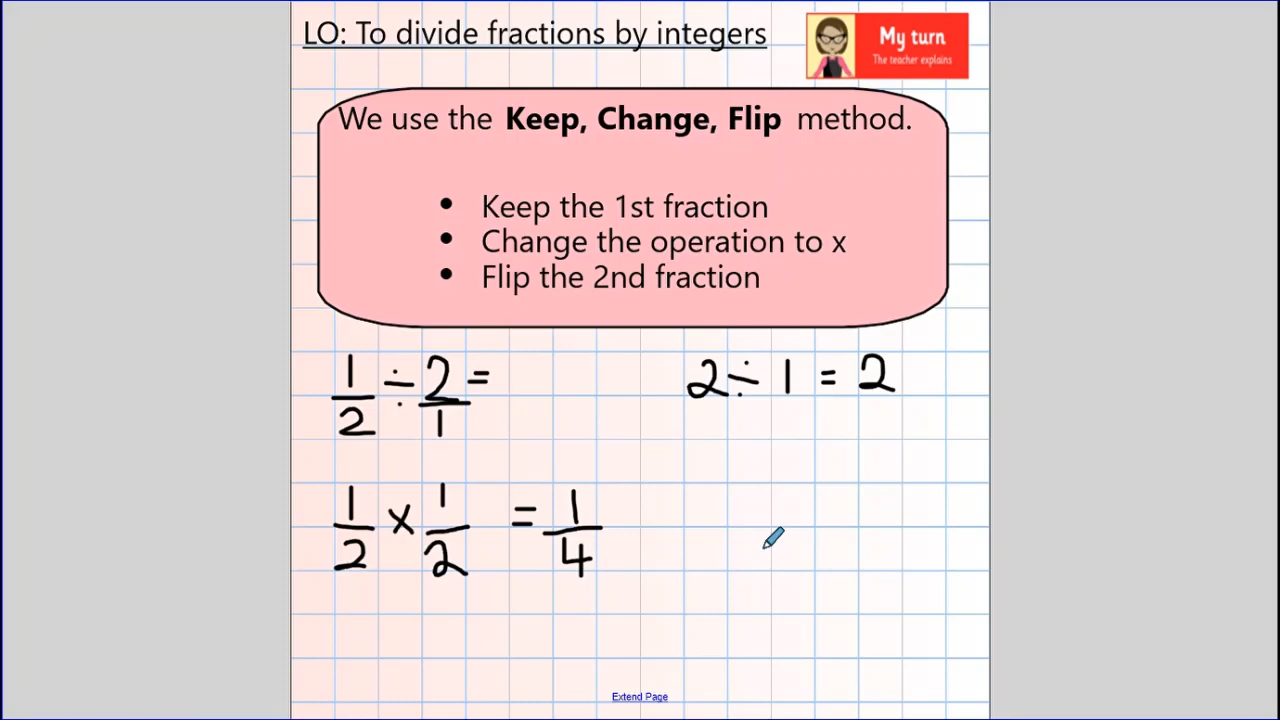 LO: To divide fractions by integers
My turn
The teacher explains
We use the Keep, Change, Flip method.
• Keep the 1st fraction
• Change the operation to x
• Flip the 2nd fraction
1/2 ÷ 2/1 =
2 ÷ 1 = 2
1/2 x 1/2 = 1/4
Extend Page